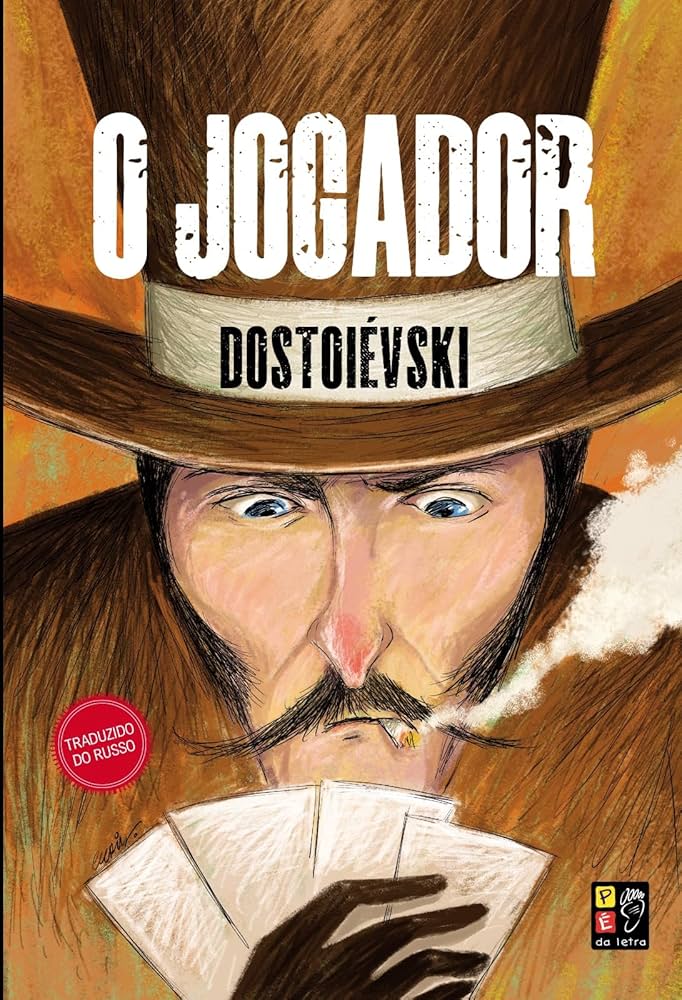 O JOGADOR
DOSTOIÉVSKI
TRADUZIDO
DO RUSSO
P
É
da letra